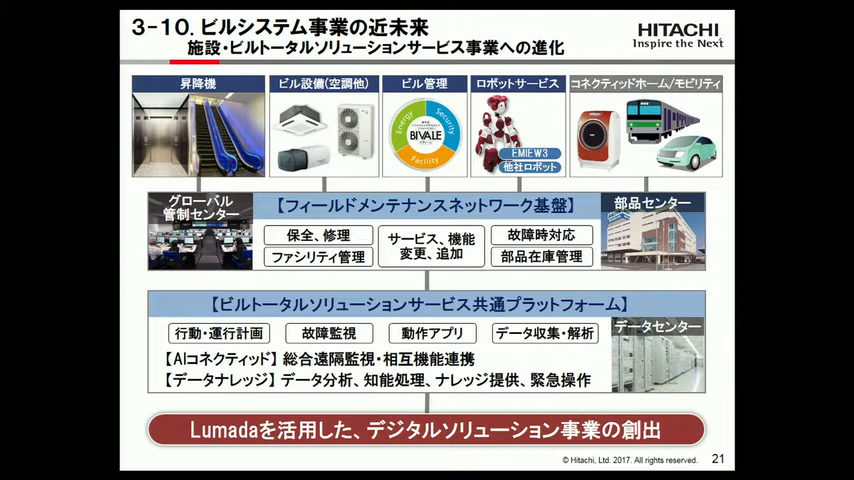 3-10. ビルシステム事業の近未来
施設・ビルトータルソリューションサービス事業への進化
HITACHI
Inspire the Next
昇降機
ビル設備(空調他)
ビル管理
ロボットサービス
コネクティッドホーム/モビリティ
Energy
Security
BIVALE
Facility
EMIEW3
他社ロボット
グローバル
管制センター
【フィールドメンテナンスネットワーク基盤】
部品センター
保全、修理
サービス、機能
変更、追加
故障時対応
ファシリティ管理
部品在庫管理
【ビルトータルソリューションサービス共通プラットフォーム】
行動・運行計画
故障監視
動作アプリ
データ収集・解析
データセンター
【AIコネクティッド】 総合遠隔監視・相互機能連携
【データナレッジ】 データ分析、知能処理、ナレッジ提供、緊急操作
Lumadaを活用した、デジタルソリューション事業の創出
© Hitachi, Ltd. 2017. All rights reserved.
21